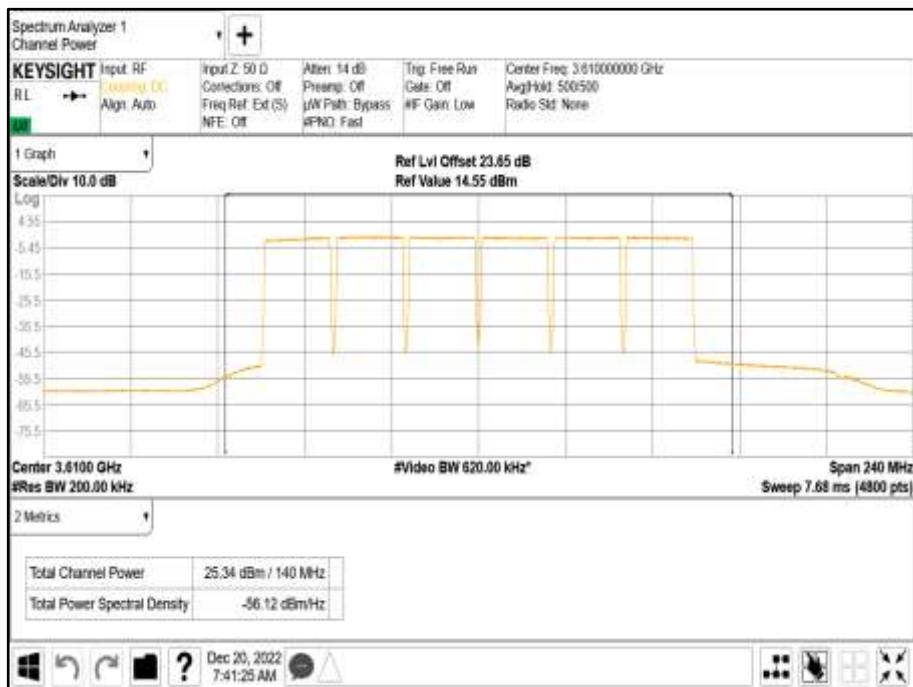 Spectrum Analyzer 1
Channel Power
+
KEYSIGHT
RL
Input: RF
Coupling: DC
Align: Auto
Input Z: 50 Ω
Corrections: Off
Freq Ref: Ext (S)
NFE: Off
Atten: 14 dB
Preamp: Off
µW Path: Bypass
#PNO: Fast
Trig: Free Run
Gate: Off
#IF Gain: Low
Center Freq: 3.610000000 GHz
Avg|Hold: 500/500
Radio Std: None
1 Graph
Scale/Div 10.0 dB
Ref Lvl Offset 23.65 dB
Ref Value 14.55 dBm
Log
4.55
-5.45
-15.5
-25.5
-35.5
-45.5
-55.5
-65.5
-75.5
Center 3.6100 GHz
#Res BW 200.00 kHz
#Video BW 620.00 kHz*
Span 240 MHz
Sweep 7.68 ms (4800 pts)
2 Metrics
Total Channel Power 25.34 dBm / 140 MHz
Total Power Spectral Density -56.12 dBm/Hz
?
Dec 20, 2022
7:41:25 AM